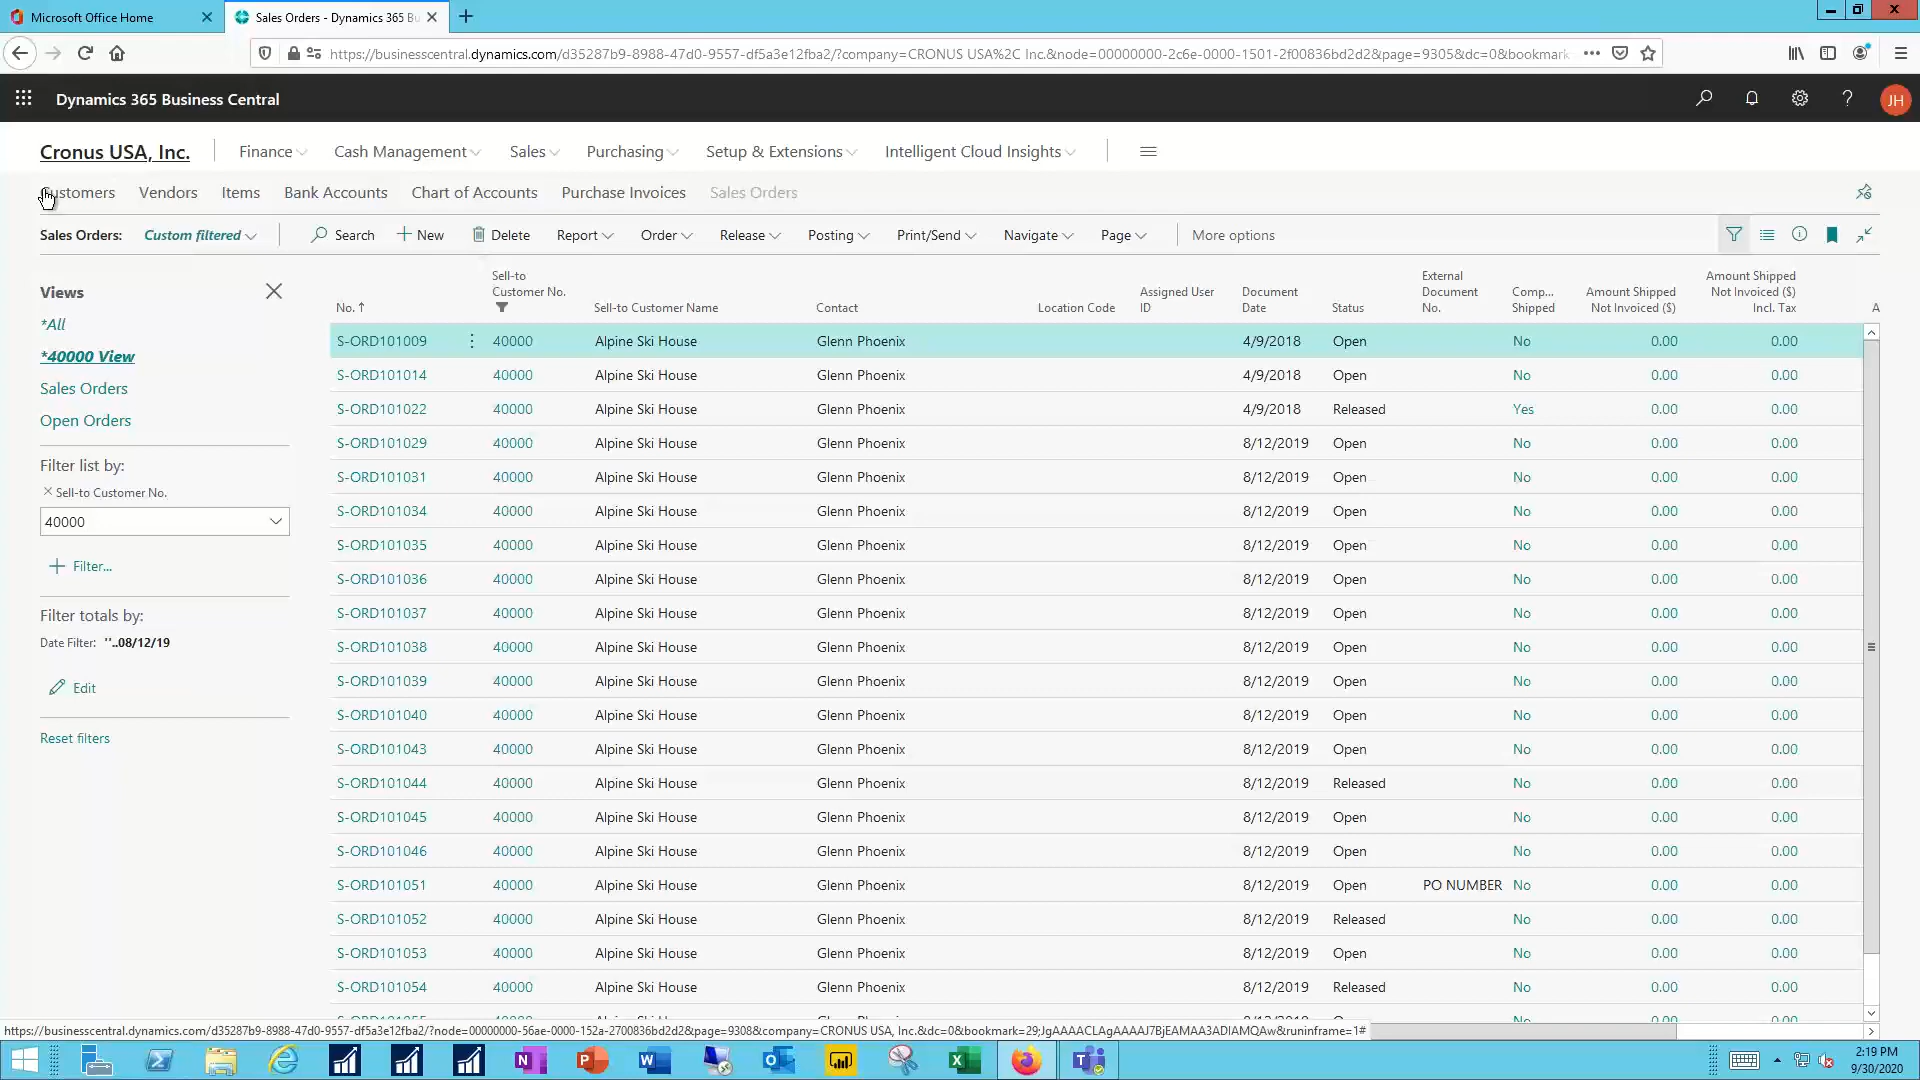 Microsoft Office Home
Sales Orders - Dynamics 365 Bu
https://businesscentral.dynamics.com/d35287b9-8988-47d0-9557-df5a3e12fba2/?company=CRONUS USA%2C Inc.&node=00000000-2c6e-0000-1501-2f00836bd2d2&page=9305&dc=0&bookmark
Dynamics 365 Business Central
JH
Cronus USA, Inc. Finance Cash Management Sales Purchasing Setup & Extensions Intelligent Cloud Insights
Customers Vendors Items Bank Accounts Chart of Accounts Purchase Invoices Sales Orders
Sales Orders: Custom filtered Search New Delete Report Order Release Posting Print/Send Navigate Page More options
Views
*All
*40000 View
Sales Orders
Open Orders
Filter list by:
Sell-to Customer No.
40000
Filter...
Filter totals by:
Date Filter: ''..08/12/19
Edit
Reset filters
No. Sell-to Customer No. Sell-to Customer Name Contact Location Code Assigned User ID Document Date Status External Document No. Comp... Shipped Amount Shipped Not Invoiced ($) Amount Shipped Not Invoiced ($) Incl. Tax A
S-ORD101009 40000 Alpine Ski House Glenn Phoenix 4/9/2018 Open No 0.00 0.00
S-ORD101014 40000 Alpine Ski House Glenn Phoenix 4/9/2018 Open No 0.00 0.00
S-ORD101022 40000 Alpine Ski House Glenn Phoenix 4/9/2018 Released Yes 0.00 0.00
S-ORD101029 40000 Alpine Ski House Glenn Phoenix 8/12/2019 Open No 0.00 0.00
S-ORD101031 40000 Alpine Ski House Glenn Phoenix 8/12/2019 Open No 0.00 0.00
S-ORD101034 40000 Alpine Ski House Glenn Phoenix 8/12/2019 Open No 0.00 0.00
S-ORD101035 40000 Alpine Ski House Glenn Phoenix 8/12/2019 Open No 0.00 0.00
S-ORD101036 40000 Alpine Ski House Glenn Phoenix 8/12/2019 Open No 0.00 0.00
S-ORD101037 40000 Alpine Ski House Glenn Phoenix 8/12/2019 Open No 0.00 0.00
S-ORD101038 40000 Alpine Ski House Glenn Phoenix 8/12/2019 Open No 0.00 0.00
S-ORD101039 40000 Alpine Ski House Glenn Phoenix 8/12/2019 Open No 0.00 0.00
S-ORD101040 40000 Alpine Ski House Glenn Phoenix 8/12/2019 Open No 0.00 0.00
S-ORD101043 40000 Alpine Ski House Glenn Phoenix 8/12/2019 Open No 0.00 0.00
S-ORD101044 40000 Alpine Ski House Glenn Phoenix 8/12/2019 Released No 0.00 0.00
S-ORD101045 40000 Alpine Ski House Glenn Phoenix 8/12/2019 Open No 0.00 0.00
S-ORD101046 40000 Alpine Ski House Glenn Phoenix 8/12/2019 Open No 0.00 0.00
S-ORD101051 40000 Alpine Ski House Glenn Phoenix 8/12/2019 Open PO NUMBER No 0.00 0.00
S-ORD101052 40000 Alpine Ski House Glenn Phoenix 8/12/2019 Released No 0.00 0.00
S-ORD101053 40000 Alpine Ski House Glenn Phoenix 8/12/2019 Open No 0.00 0.00
S-ORD101054 40000 Alpine Ski House Glenn Phoenix 8/12/2019 Released No 0.00 0.00
https://businesscentral.dynamics.com/d35287b9-8988-47d0-9557-df5a3e12fba2/?node=00000000-56ae-0000-152a-2700836bd2d2&page=9308&company=CRONUS USA, Inc.&dc=0&bookmark=29;JgAAAACLAgAAAAJ7BjEAMAA3ADIAMQAw&runinframe=1#
2:19 PM
9/30/2020